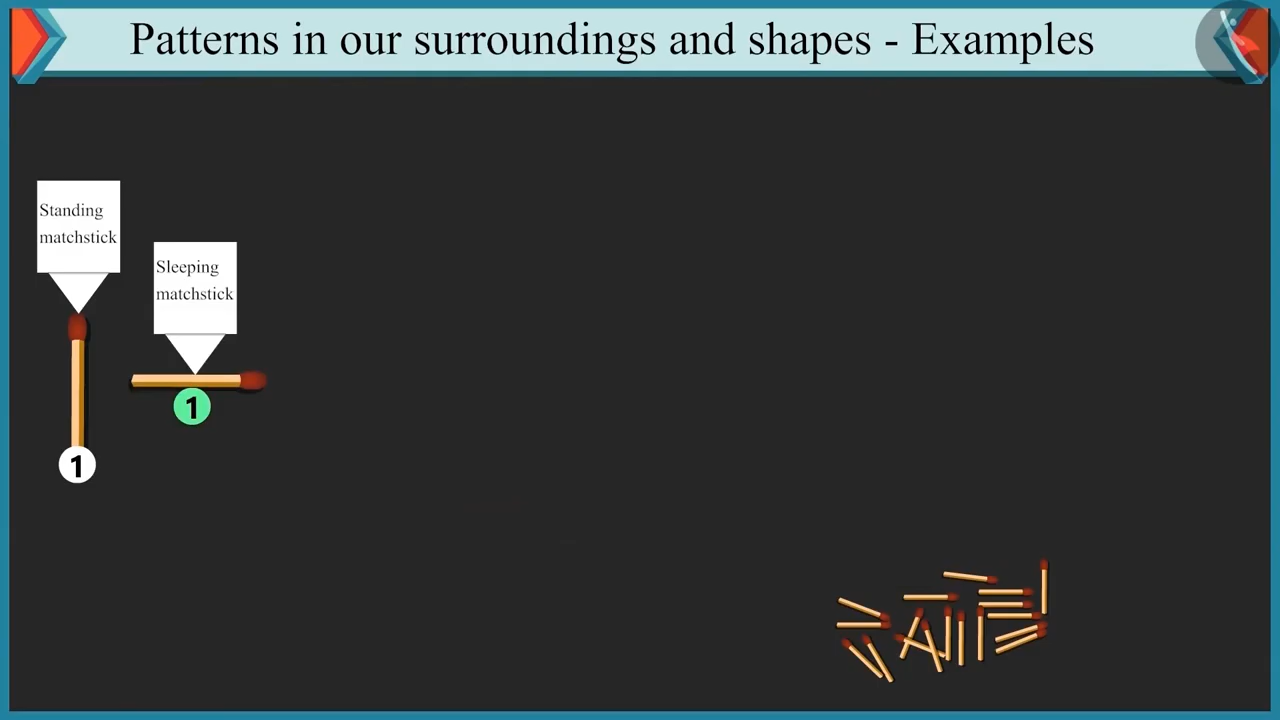 Patterns in our surroundings and shapes - Examples
Standing
matchstick
Sleeping
matchstick
1
1